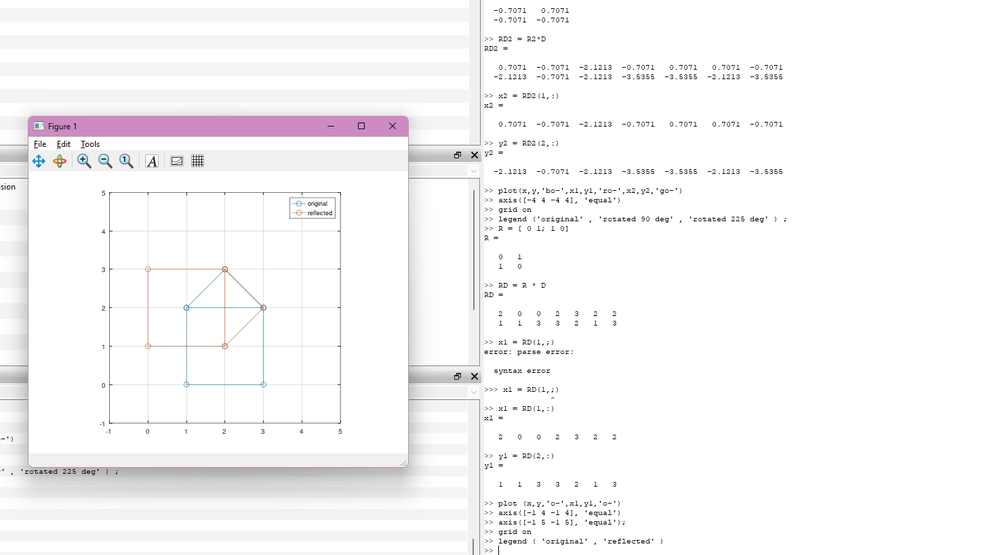 -0.7071   0.7071
-0.7071  -0.7071
>> RD2 = R2*D
RD2 =
0.7071  -0.7071  -2.1213  -0.7071   0.7071   0.7071  -0.7071
-2.1213  -0.7071  -2.1213  -3.5355  -3.5355  -2.1213  -3.5355
>> x2 = RD2(1,:)
x2 =
0.7071  -0.7071  -2.1213  -0.7071   0.7071   0.7071  -0.7071
>> y2 = RD2(2,:)
y2 =
-2.1213  -0.7071  -2.1213  -3.5355  -3.5355  -2.1213  -3.5355
>> plot(x,y,'bo-',x1,y1,'ro-',x2,y2,'go-')
>> axis([-4 4 -4 4], 'equal')
>> grid on
>> legend ('original' , 'rotated 90 deg' , 'rotated 225 deg' ) ;
>> R = [ 0 1; 1 0]
R =
0   1
1   0
>> RD = R * D
RD =
2   0   0   2   3   2   2
1   1   3   3   2   1   3
>> x1 = RD(1,;)
error: parse error:
syntax error
>>> x1 = RD(1,;)
^
>> x1 = RD(1,:)
x1 =
2   0   0   2   3   2   2
>> y1 = RD(2,:)
y1 =
1   1   3   3   2   1   3
>> plot (x,y,'o-',x1,y1,'o-')
>> axis([-1 4 -1 4], 'equal')
>> axis([-1 5 -1 5], 'equal');
>> grid on
>> legend ( 'original' , 'reflected' )
>>
Figure 1
File Edit Tools
1 A
sion
original
reflected
5
4
3
2
1
0
-1
-1 0 1 2 3 4 5
-')
' , 'rotated 225 deg' ) ;